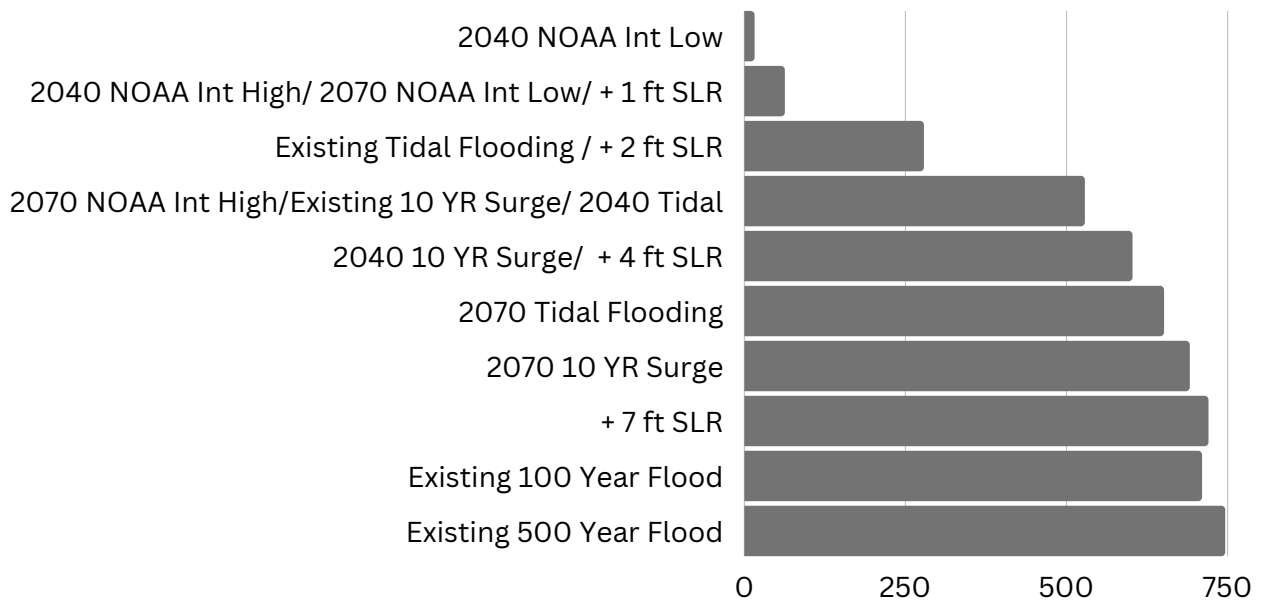 2040 NOAA Int Low
2040 NOAA Int High/ 2070 NOAA Int Low/ + 1 ft SLR
Existing Tidal Flooding / + 2 ft SLR
2070 NOAA Int High/Existing 10 YR Surge/ 2040 Tidal
2040 10 YR Surge/  + 4 ft SLR
2070 Tidal Flooding
2070 10 YR Surge
+ 7 ft SLR
Existing 100 Year Flood
Existing 500 Year Flood
0 250 500 750